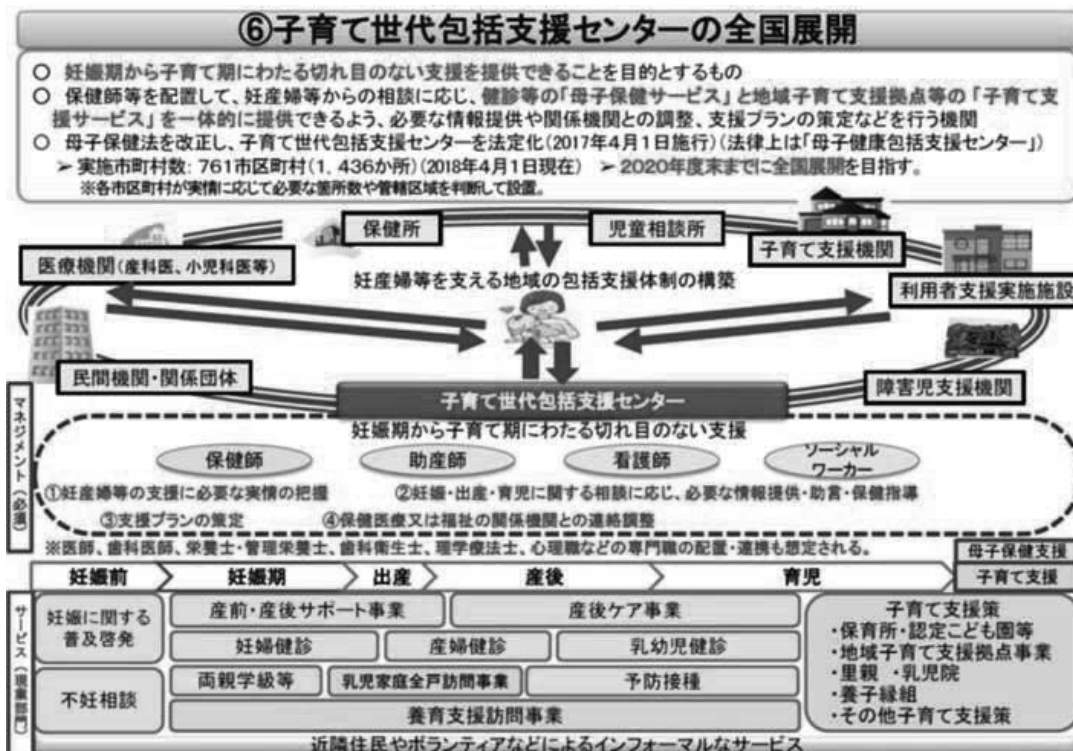 ⑥子育て世代包括支援センターの全国展開
○ 妊娠期から子育て期にわたる切れ目のない支援を提供できることを目的とするもの
○ 保健師等を配置して、妊産婦等からの相談に応じ、健診等の「母子保健サービス」と地域子育て支援拠点等の「子育て支
援サービス」を一体的に提供できるよう、必要な情報提供や関係機関との調整、支援プランの策定などを行う機関
○ 母子保健法を改正し、子育て世代包括支援センターを法定化(2017年4月1日施行)(法律上は「母子健康包括支援センター」)
➢ 実施市町村数: 761市区町村(1,436か所)(2018年4月1日現在) ➢ 2020年度末までに全国展開を目指す。
※各市区町村が実情に応じて必要な箇所数や管轄区域を判断して設置。
保健所
児童相談所
子育て支援機関
医療機関(産科医、小児科医等)
妊産婦等を支える地域の包括支援体制の構築
利用者支援実施施設
民間機関・関係団体
障害児支援機関
子育て世代包括支援センター
マネジメント(必須)
妊娠期から子育て期にわたる切れ目のない支援
保健師
助産師
看護師
ソーシャル
ワーカー
①妊産婦等の支援に必要な実情の把握 ②妊娠・出産・育児に関する相談に応じ、必要な情報提供・助言・保健指導
③支援プランの策定 ④保健医療又は福祉の関係機関との連絡調整
※医師、歯科医師、栄養士・管理栄養士、歯科衛生士、理学療法士、心理職などの専門職の配置・連携も想定される。
母子保健支援
子育て支援
妊娠前
妊娠期
出産
産後
育児
サービス(現業部門)
妊娠に関する
普及啓発
産前・産後サポート事業
産後ケア事業
妊婦健診
産婦健診
乳幼児健診
不妊相談
両親学級等
乳児家庭全戸訪問事業
予防接種
養育支援訪問事業
子育て支援策
・保育所・認定こども園等
・地域子育て支援拠点事業
・里親 ・乳児院
・養子縁組
・その他子育て支援策
近隣住民やボランティアなどによるインフォーマルなサービス